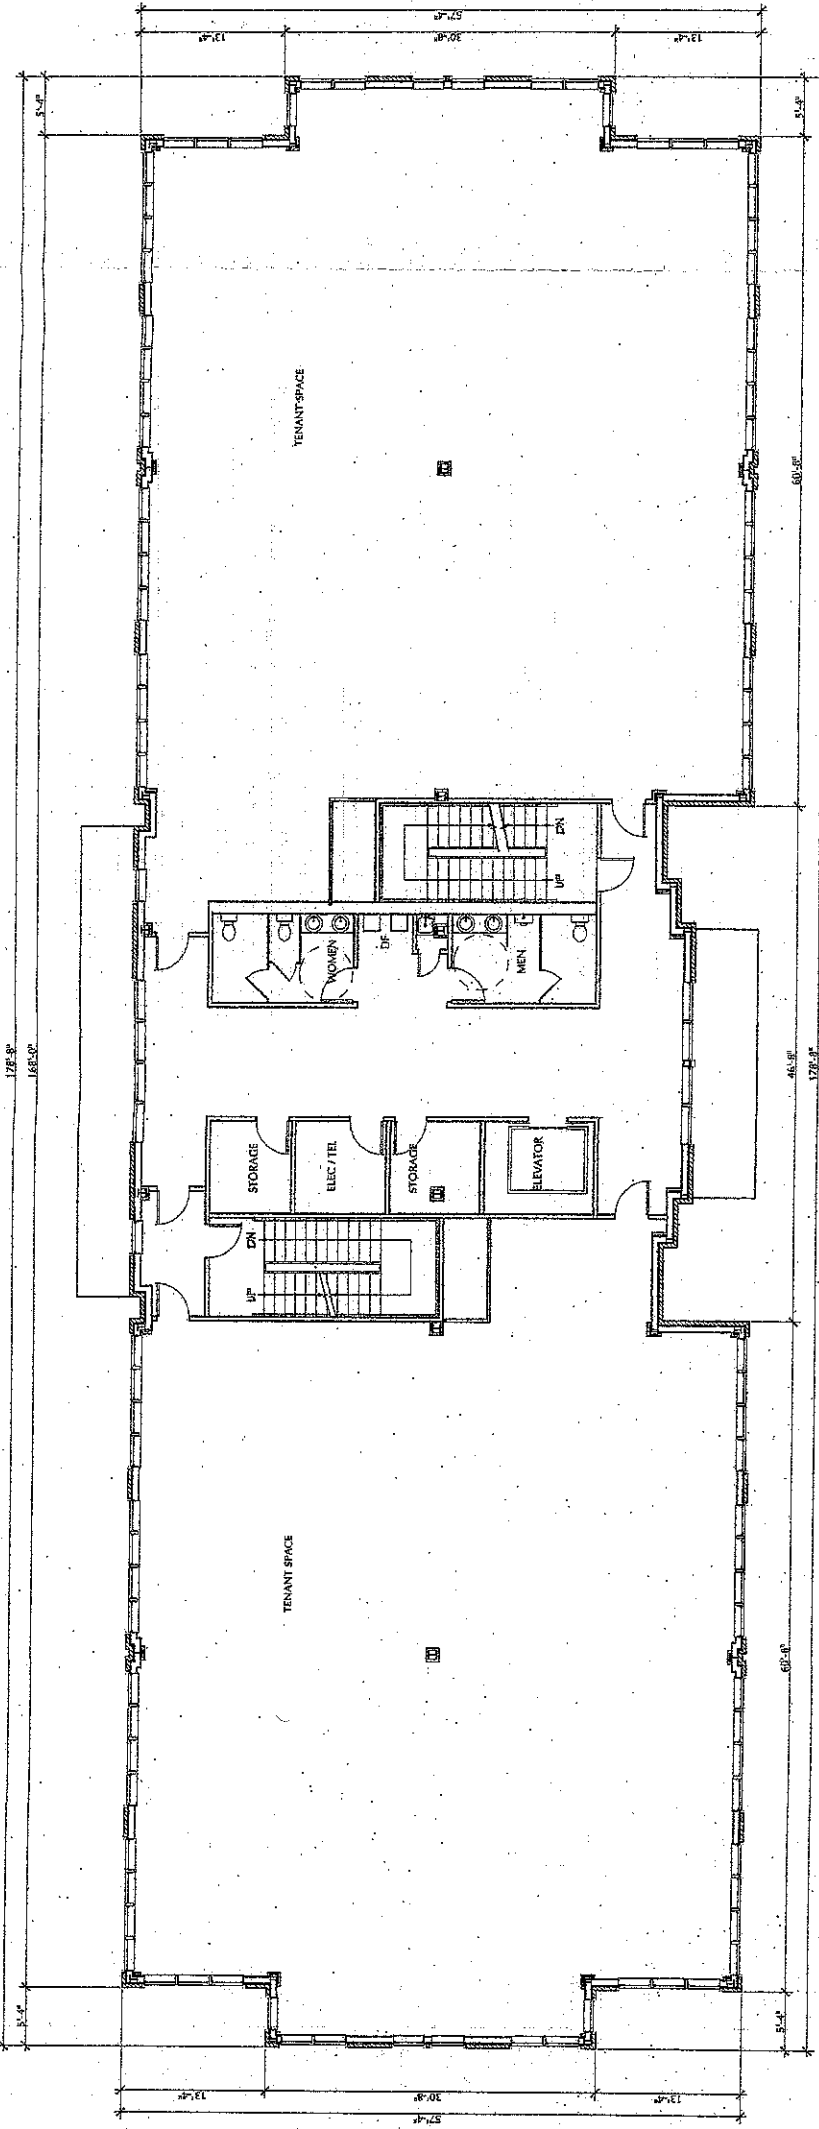 57'-4"
13'-4"
30'-8"
13'-4"
5'-4"
5'-4"
TENANT SPACE
60'-8"
DN
UP
WOMEN
DF
MEN
178'-8"
168'-0"
46'-8"
178'-8"
STORAGE
ELEC / TEL
STORAGE
ELEVATOR
DN
UP
TENANT SPACE
60'-8"
5'-4"
5'-4"
13'-4"
30'-8"
13'-4"
57'-4"